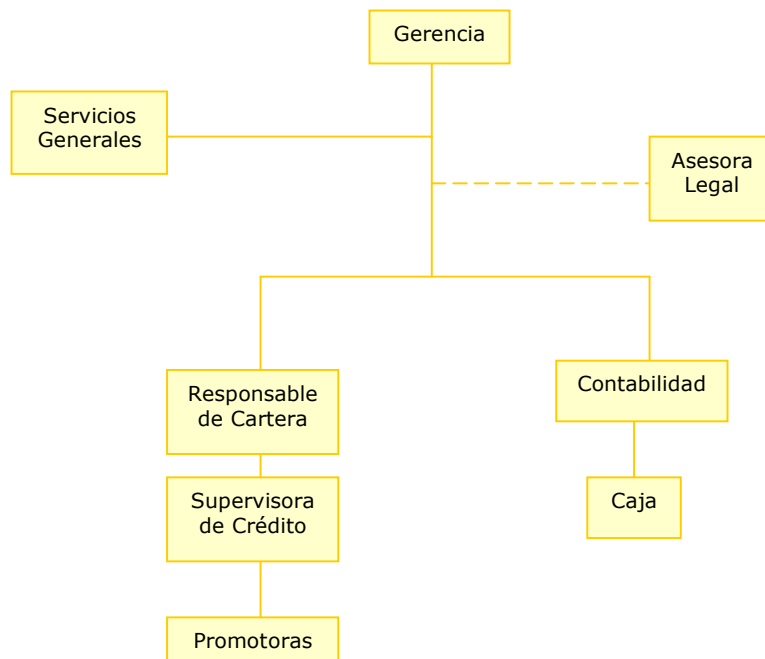 Gerencia
Servicios
Generales
Asesora
Legal
Responsable
de Cartera
Contabilidad
Supervisora
de Crédito
Caja
Promotoras